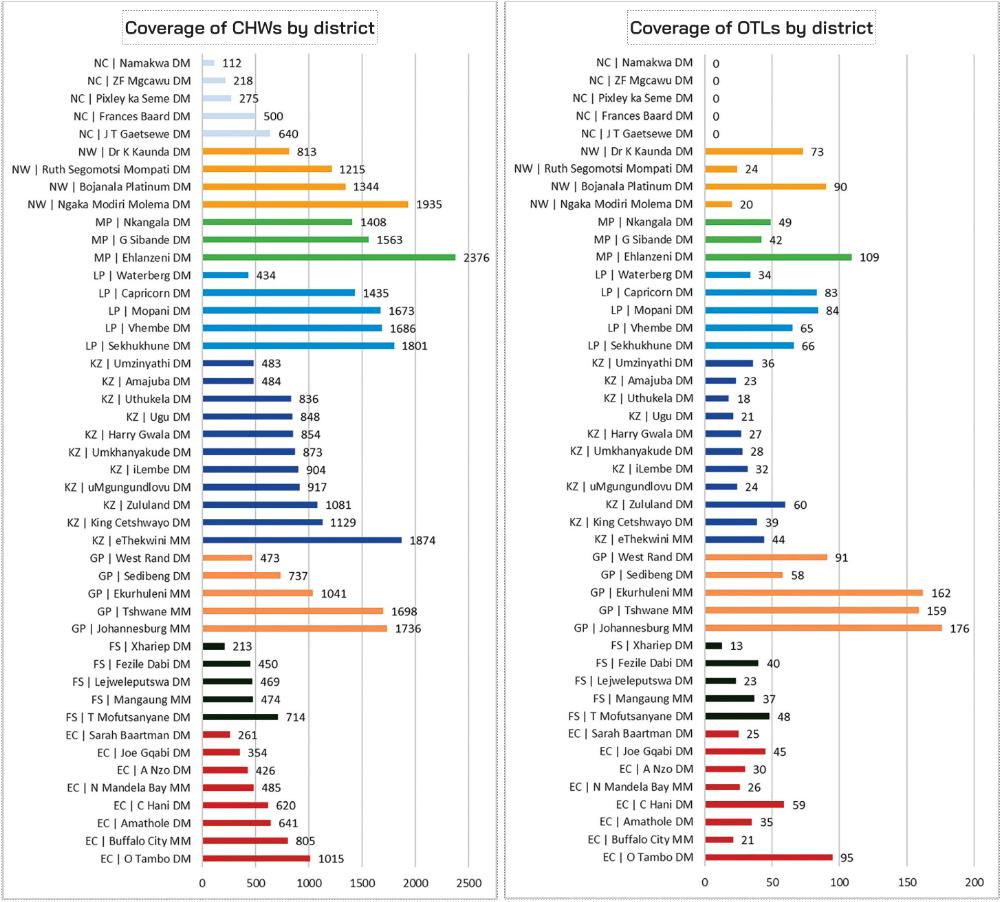 Coverage of CHWs by district
NC | Namakwa DM 112
NC | ZF Mgcawu DM 218
NC | Pixley ka Seme DM 275
NC | Frances Baard DM 500
NC | J T Gaetsewe DM 640
NW | Dr K Kaunda DM 813
NW | Ruth Segomotsi Mompati DM 1215
NW | Bojanala Platinum DM 1344
NW | Ngaka Modiri Molema DM 1935
MP | Nkangala DM 1408
MP | G Sibande DM 1563
MP | Ehlanzeni DM 2376
LP | Waterberg DM 434
LP | Capricorn DM 1435
LP | Mopani DM 1673
LP | Vhembe DM 1686
LP | Sekhukhune DM 1801
KZ | Umzinyathi DM 483
KZ | Amajuba DM 484
KZ | Uthukela DM 836
KZ | Ugu DM 848
KZ | Harry Gwala DM 854
KZ | Umkhanyakude DM 873
KZ | iLembe DM 904
KZ | uMgungundlovu DM 917
KZ | Zululand DM 1081
KZ | King Cetshwayo DM 1129
KZ | eThekwini MM 1874
GP | West Rand DM 473
GP | Sedibeng DM 737
GP | Ekurhuleni MM 1041
GP | Tshwane MM 1698
GP | Johannesburg MM 1736
FS | Xhariep DM 213
FS | Fezile Dabi DM 450
FS | Lejweleputswa DM 469
FS | Mangaung MM 474
FS | T Mofutsanyane DM 714
EC | Sarah Baartman DM 261
EC | Joe Gqabi DM 354
EC | A Nzo DM 426
EC | N Mandela Bay MM 485
EC | C Hani DM 620
EC | Amathole DM 641
EC | Buffalo City MM 805
EC | O Tambo DM 1015
0 500 1000 1500 2000 2500
Coverage of OTLs by district
NC | Namakwa DM 0
NC | ZF Mgcawu DM 0
NC | Pixley ka Seme DM 0
NC | Frances Baard DM 0
NC | J T Gaetsewe DM 0
NW | Dr K Kaunda DM 73
NW | Ruth Segomotsi Mompati DM 24
NW | Bojanala Platinum DM 90
NW | Ngaka Modiri Molema DM 20
MP | Nkangala DM 49
MP | G Sibande DM 42
MP | Ehlanzeni DM 109
LP | Waterberg DM 34
LP | Capricorn DM 83
LP | Mopani DM 84
LP | Vhembe DM 65
LP | Sekhukhune DM 66
KZ | Umzinyathi DM 36
KZ | Amajuba DM 23
KZ | Uthukela DM 18
KZ | Ugu DM 21
KZ | Harry Gwala DM 27
KZ | Umkhanyakude DM 28
KZ | iLembe DM 32
KZ | uMgungundlovu DM 24
KZ | Zululand DM 60
KZ | King Cetshwayo DM 39
KZ | eThekwini MM 44
GP | West Rand DM 91
GP | Sedibeng DM 58
GP | Ekurhuleni MM 162
GP | Tshwane MM 159
GP | Johannesburg MM 176
FS | Xhariep DM 13
FS | Fezile Dabi DM 40
FS | Lejweleputswa DM 23
FS | Mangaung MM 37
FS | T Mofutsanyane DM 48
EC | Sarah Baartman DM 25
EC | Joe Gqabi DM 45
EC | A Nzo DM 30
EC | N Mandela Bay MM 26
EC | C Hani DM 59
EC | Amathole DM 35
EC | Buffalo City MM 21
EC | O Tambo DM 95
0 50 100 150 200